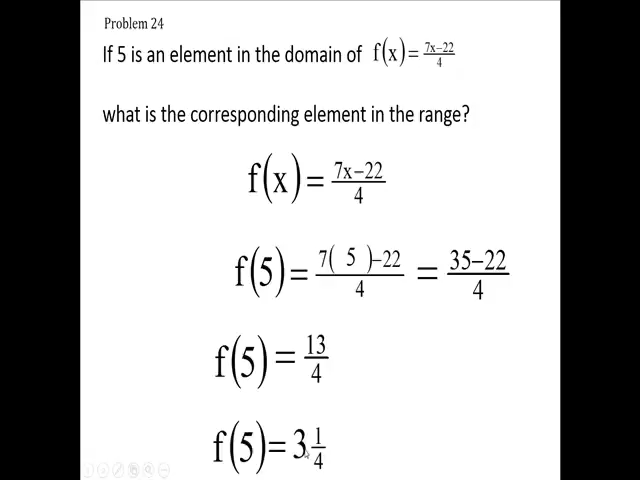 Problem 24
If 5 is an element in the domain of f(x) = 7x−22/4
what is the corresponding element in the range?
f(x) = 7x−22/4
f(5) = 7( 5 )−22/4 = 35−22/4
f(5) = 13/4
f(5) = 3 1/4